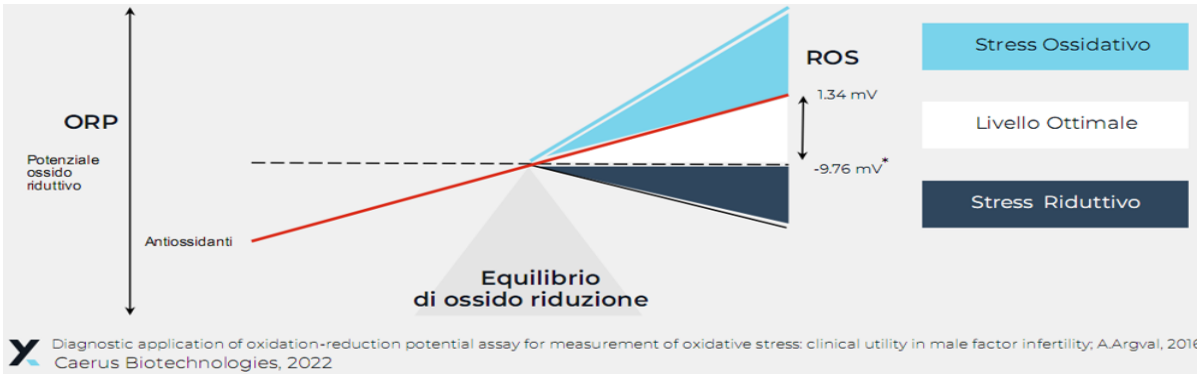 ORP
Potenziale
ossido
riduttivo
Antiossidanti
Equilibrio
di ossido riduzione
ROS
1.34 mV
-9.76 mV*
Stress Ossidativo
Livello Ottimale
Stress Riduttivo
Diagnostic application of oxidation-reduction potential assay for measurement of oxidative stress: clinical utility in male factor infertility; A.Argval, 2016
Caerus Biotechnologies, 2022